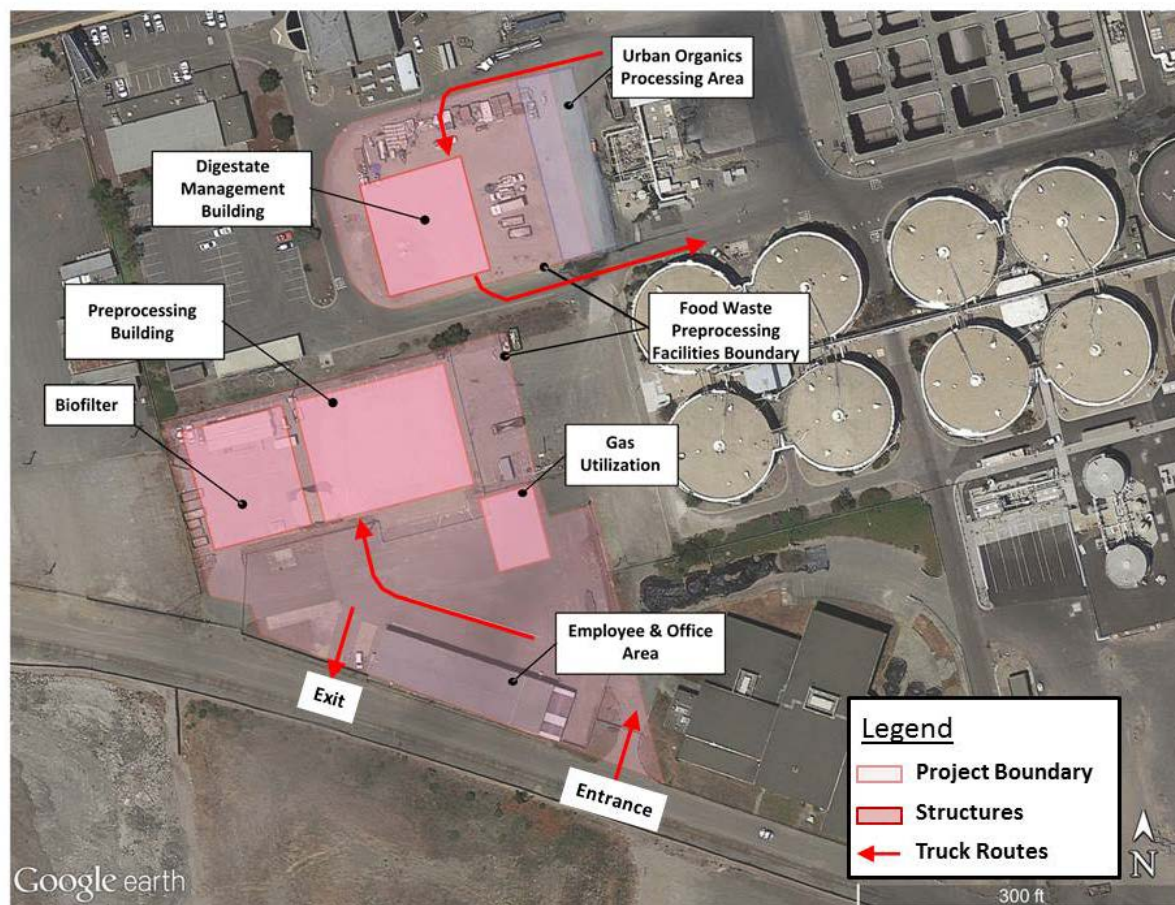 Urban Organics
Processing Area
Digestate
Management
Building
Preprocessing
Building
Food Waste
Preprocessing
Facilities Boundary
Biofilter
Gas
Utilization
Employee & Office
Area
Exit
Entrance
Legend
Project Boundary
Structures
Truck Routes
N
300 ft
Google earth